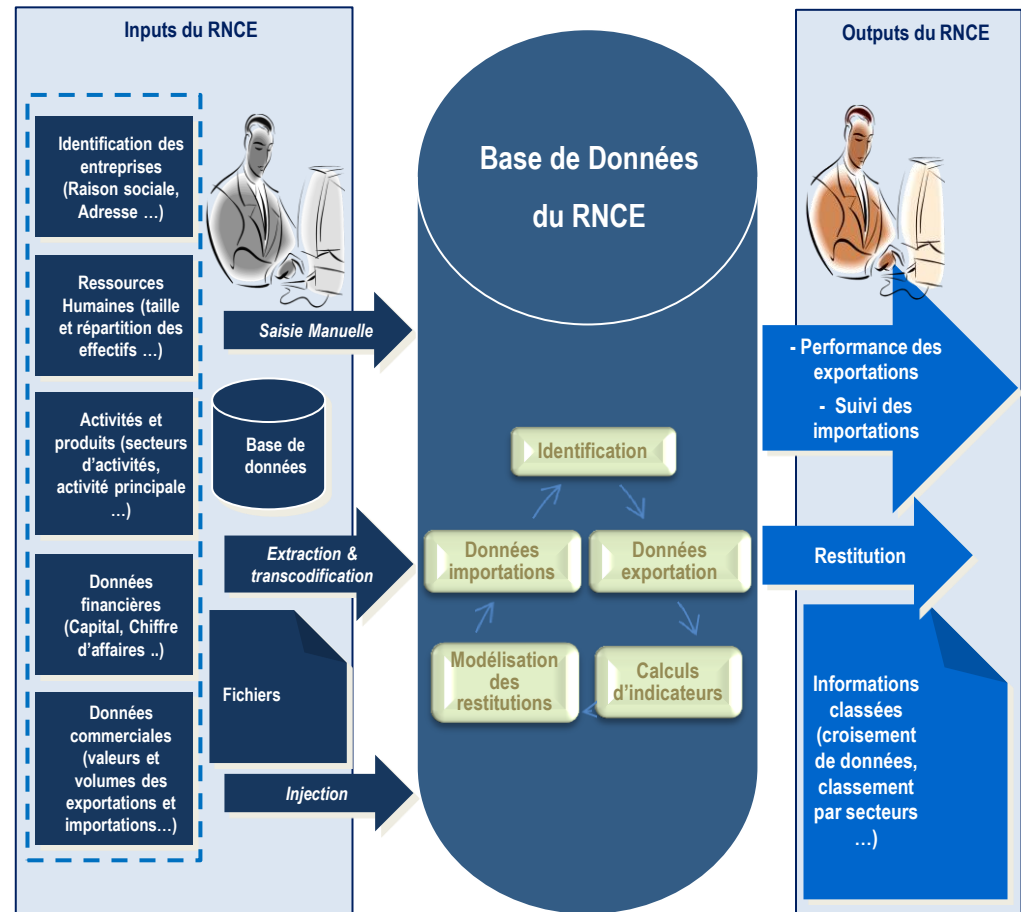 Inputs du RNCE
Identification des
entreprises
(Raison sociale,
Adresse …)
Ressources
Humaines (taille
et répartition des
effectifs …)
Activités et
produits (secteurs
d'activités,
activité principale
…)
Données
financières
(Capital, Chiffre
d'affaires ..)
Données
commerciales
(valeurs et
volumes des
exportations et
importations…)
Saisie Manuelle
Base de
données
Extraction &
transcodification
Fichiers
Injection
Base de Données
du RNCE
Identification
Données
importations
Données
exportation
Modélisation
des
restitutions
Calculs
d'indicateurs
Outputs du RNCE
- Performance des
exportations
- Suivi des
importations
Restitution
Informations
classées
(croisement
de données,
classement
par secteurs
…)